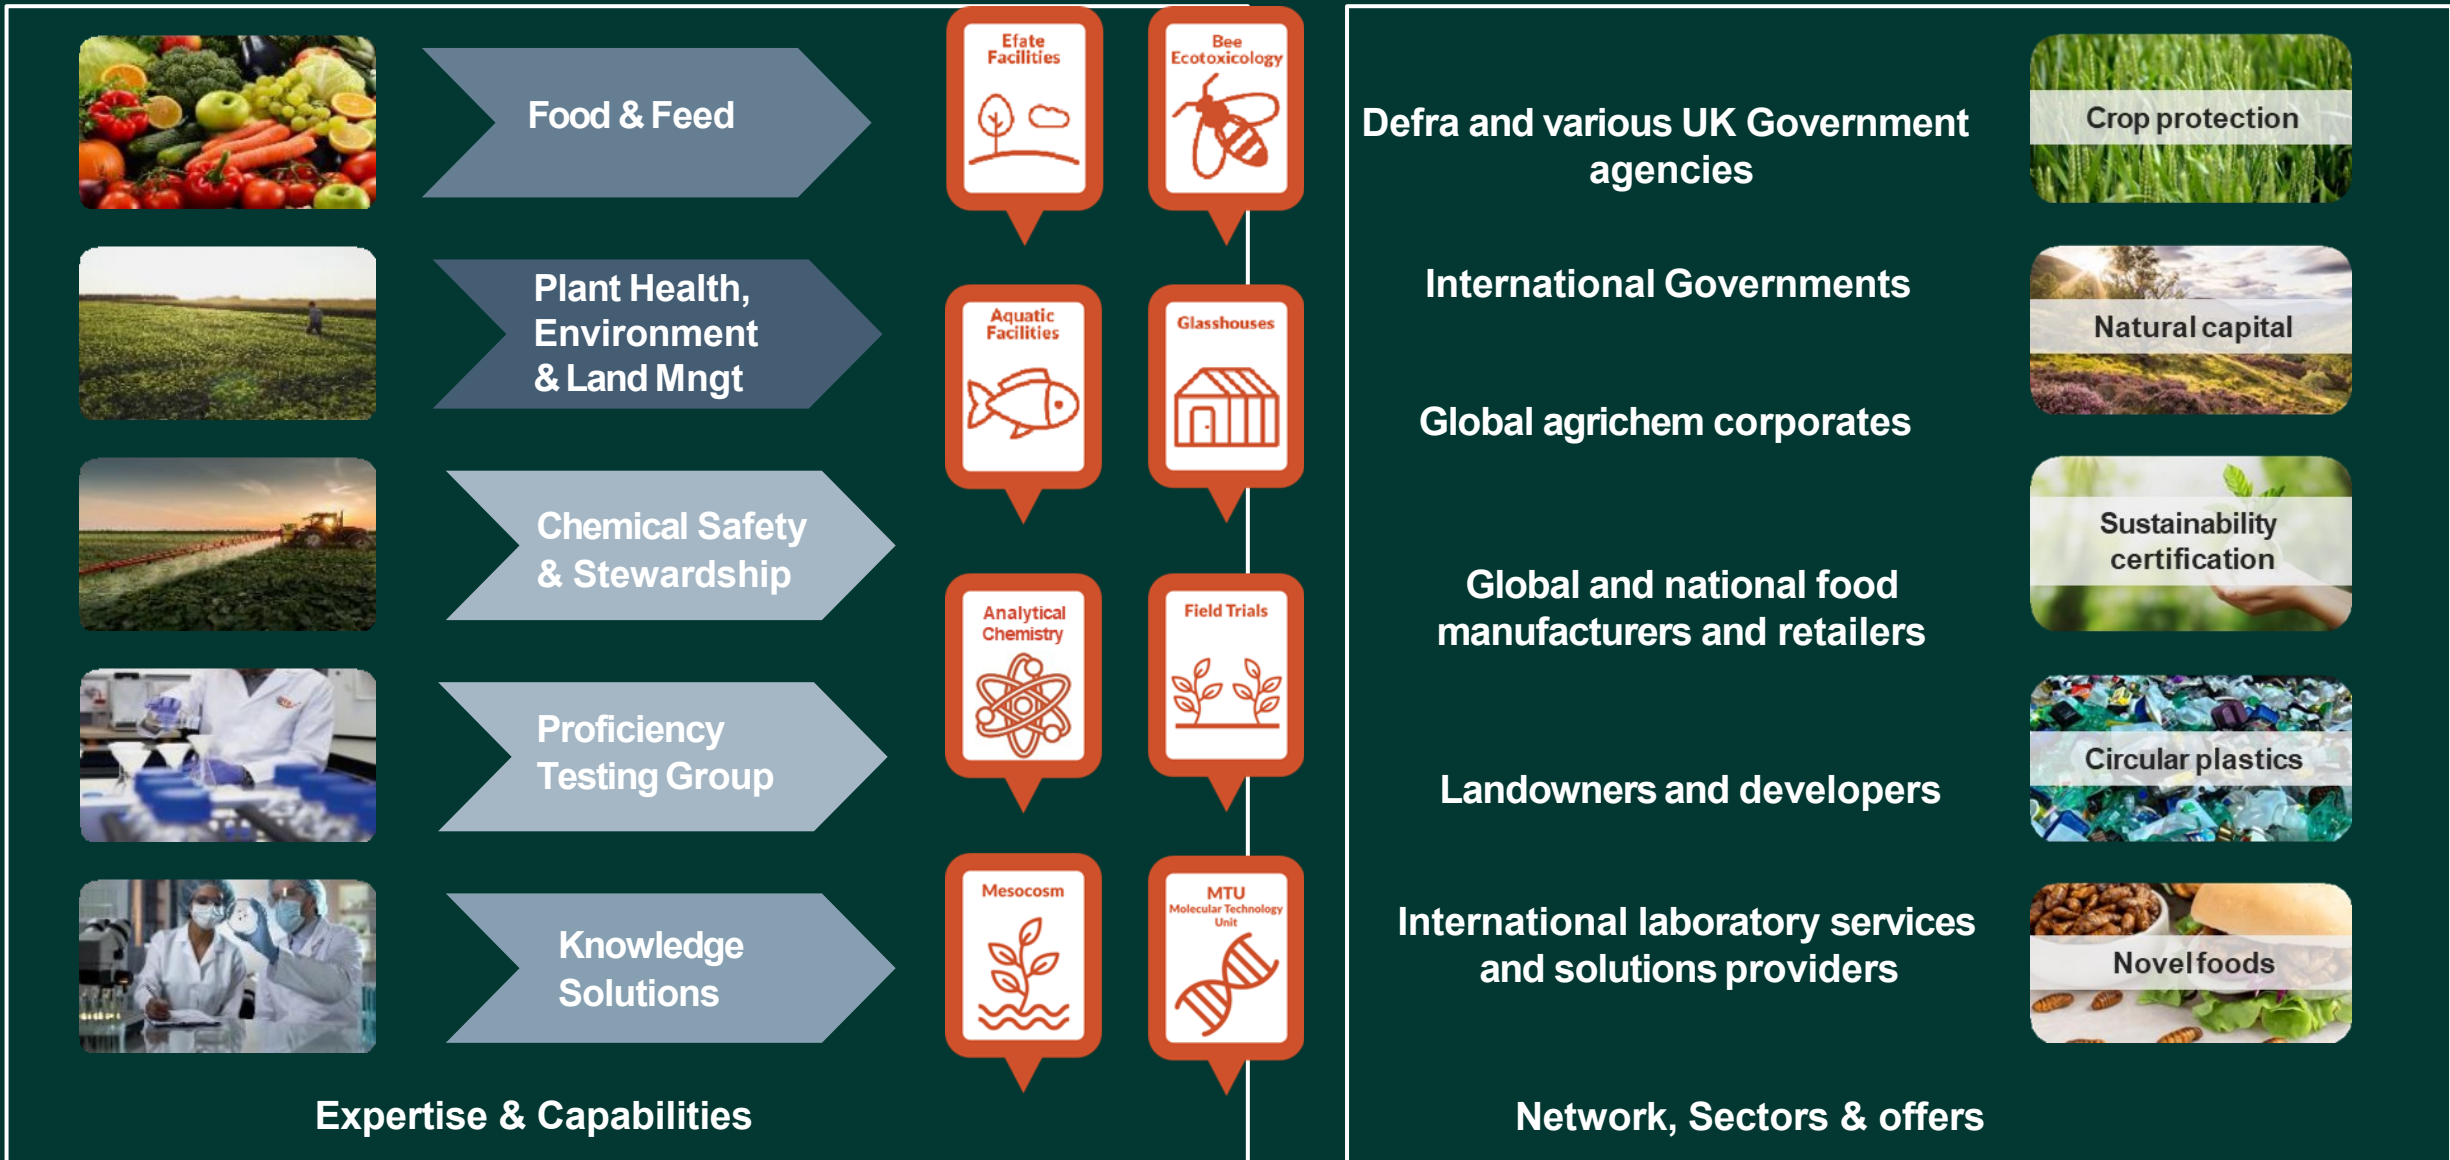 Food & Feed
Plant Health,
Environment
& Land Mngt
Chemical Safety
& Stewardship
Proficiency
Testing Group
Knowledge
Solutions
Efate
Facilities
Bee
Ecotoxicology
Aquatic
Facilities
Glasshouses
Analytical
Chemistry
Field Trials
Mesocosm
MTU
Molecular Technology
Unit
Expertise & Capabilities
Defra and various UK Government
agencies
International Governments
Global agrichem corporates
Global and national food
manufacturers and retailers
Landowners and developers
International laboratory services
and solutions providers
Crop protection
Natural capital
Sustainability
certification
Circular plastics
Novel foods
Network, Sectors & offers